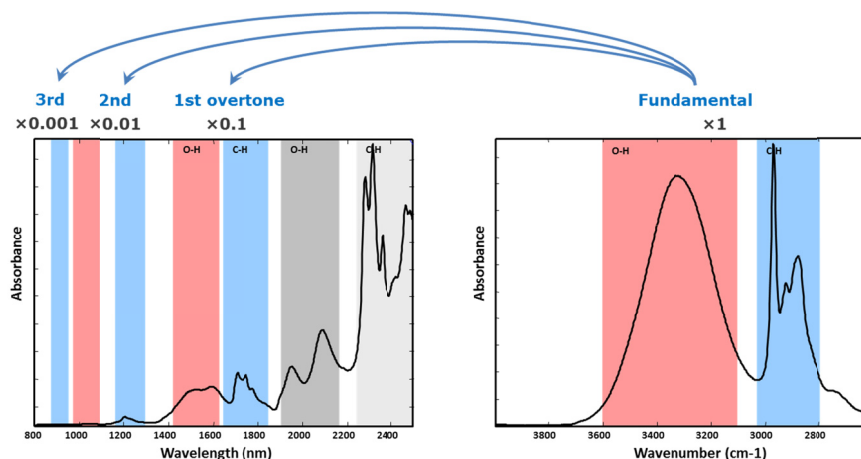 3rd 2nd 1st overtone Fundamental
×0.001 ×0.01 ×0.1 ×1
O-H C-H O-H C-H O-H C-H
Absorbance
Absorbance
800 1000 1200 1400 1600 1800 2000 2200 2400 3800 3600 3400 3200 3000 2800
Wavelength (nm) Wavenumber (cm-1)